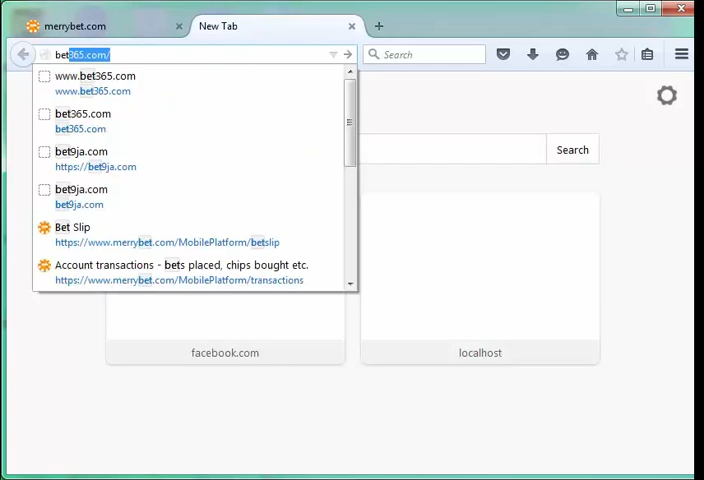 merrybet.com
New Tab
bet365.com/
Search
www.bet365.com
www.bet365.com
bet365.com
bet365.com
bet9ja.com
https://bet9ja.com
bet9ja.com
bet9ja.com
Bet Slip
https://www.merrybet.com/MobilePlatform/betslip
Account transactions - bets placed, chips bought etc.
https://www.merrybet.com/MobilePlatform/transactions
Search
facebook.com
localhost